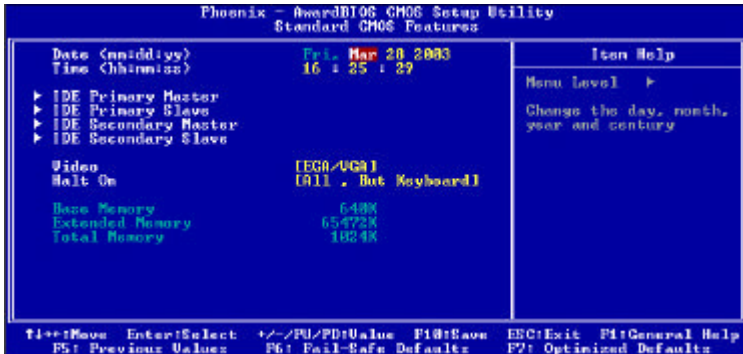 Phoenix - AwardBIOS CMOS Setup Utility
Standard CMOS Features
Date (mm:dd:yy) Fri, Mar 28 2003
Time (hh:mm:ss) 16 : 25 : 29
▶ IDE Primary Master
▶ IDE Primary Slave
▶ IDE Secondary Master
▶ IDE Secondary Slave
Video [EGA/VGA]
Halt On [All , But Keyboard]
Base Memory 640K
Extended Memory 65472K
Total Memory 1024K
Item Help
Menu Level ▶
Change the day, month,
year and century
↑↓→←:Move Enter:Select +/-/PU/PD:Value F10:Save ESC:Exit F1:General Help
F5: Previous Values F6: Fail-Safe Defaults F7: Optimized Defaults